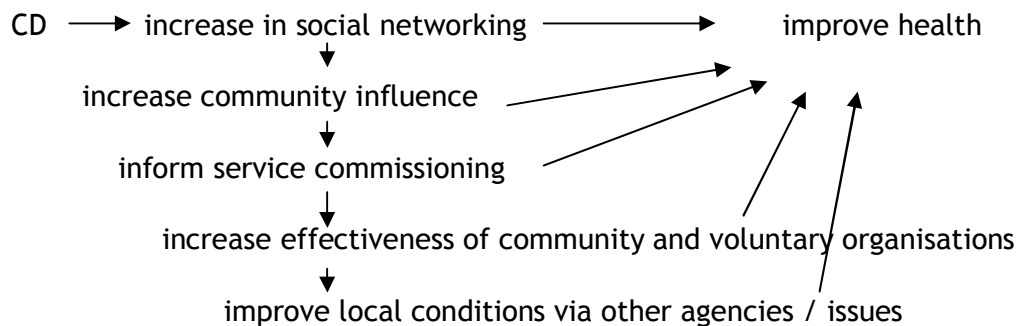 CD increase in social networking improve health
increase community influence
inform service commissioning
increase effectiveness of community and voluntary organisations
improve local conditions via other agencies / issues